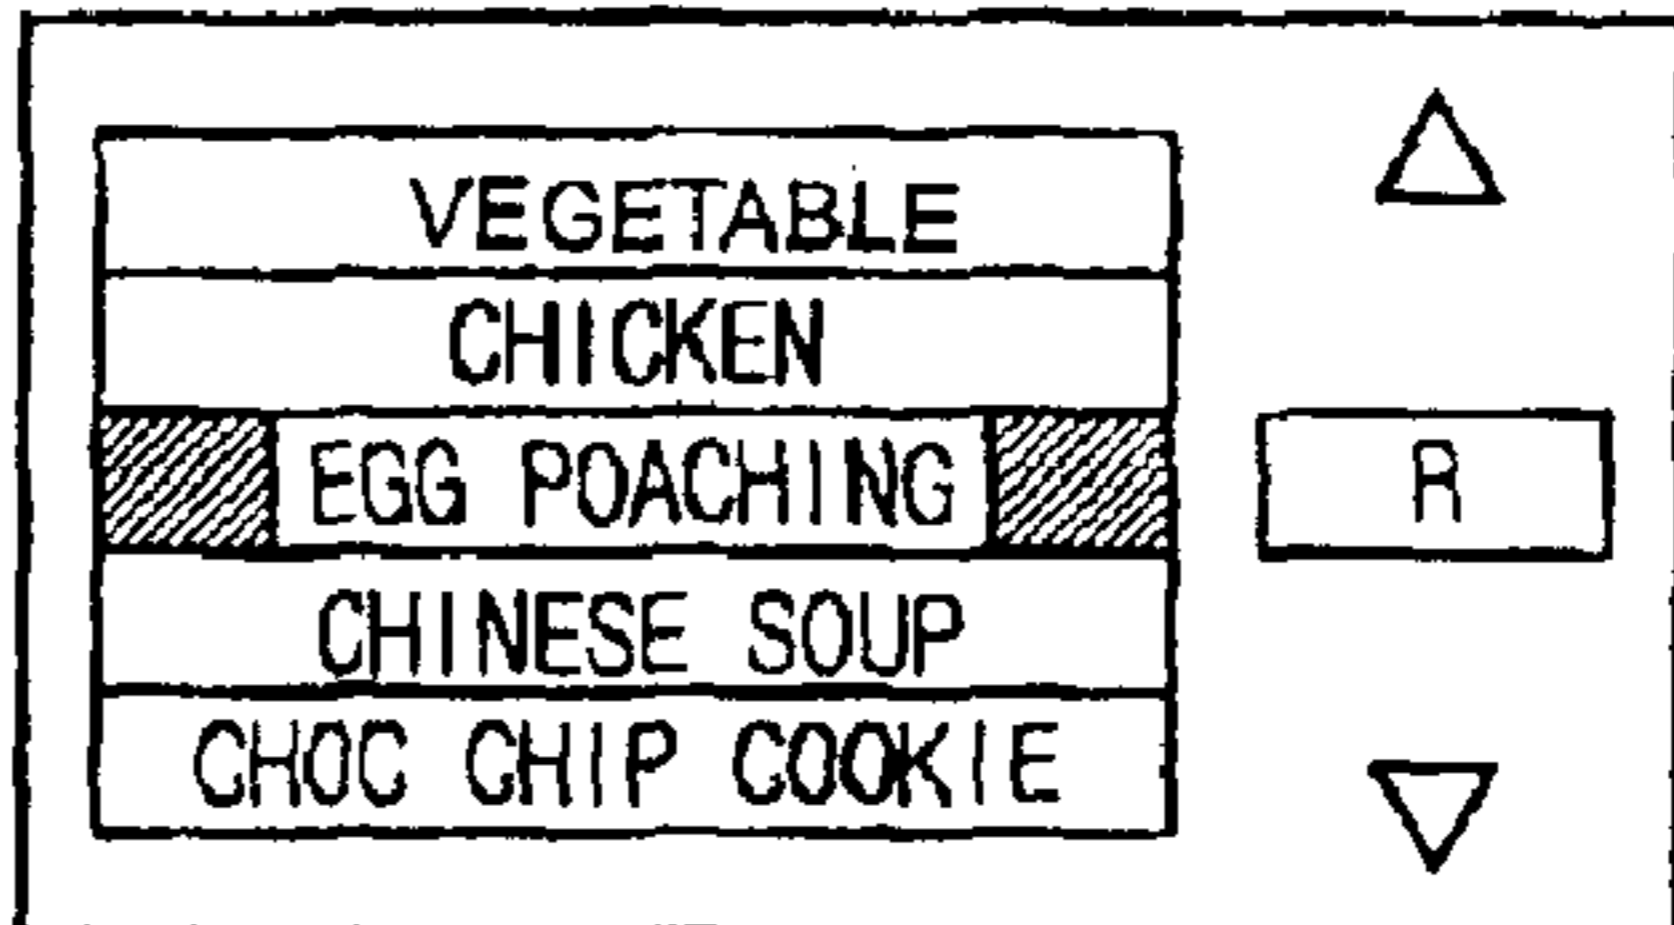 VEGETABLE
CHICKEN
EGG POACHING
R
CHINESE SOUP
CHOC CHIP COOKIE